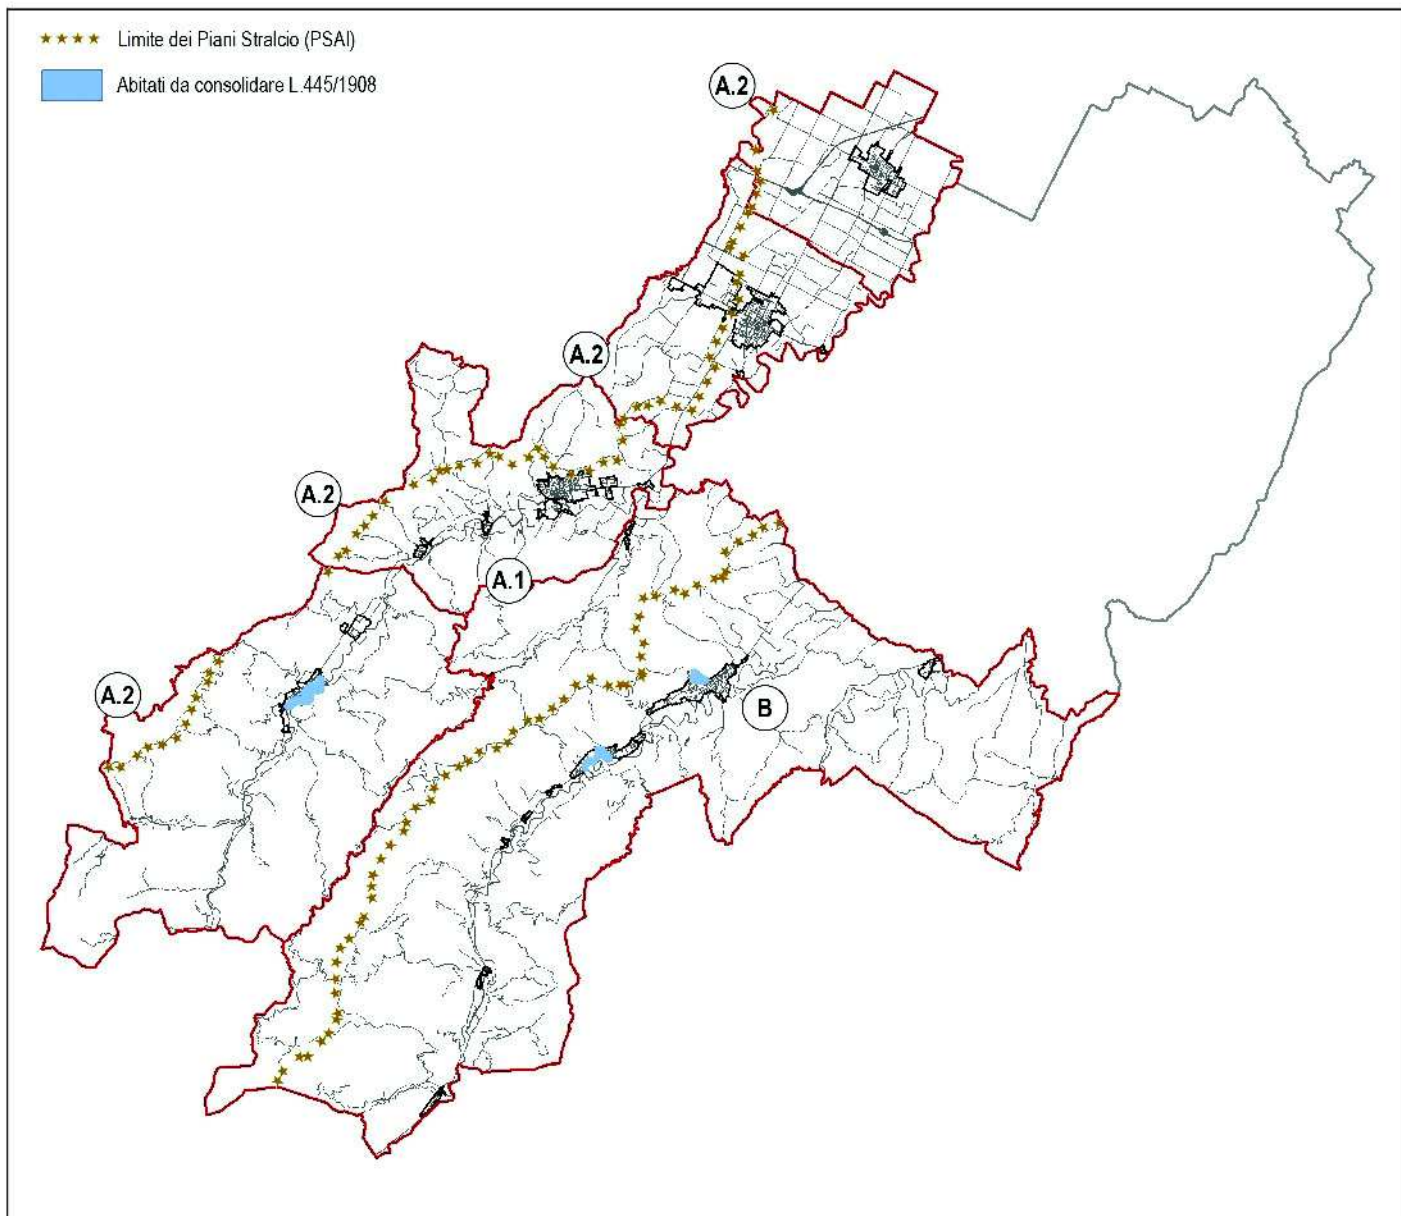 Limite dei Piani Stralcio (PSAI)
Abitati da consolidare L.445/1908
A.2
A.2
A.2
A.1
A.2
B